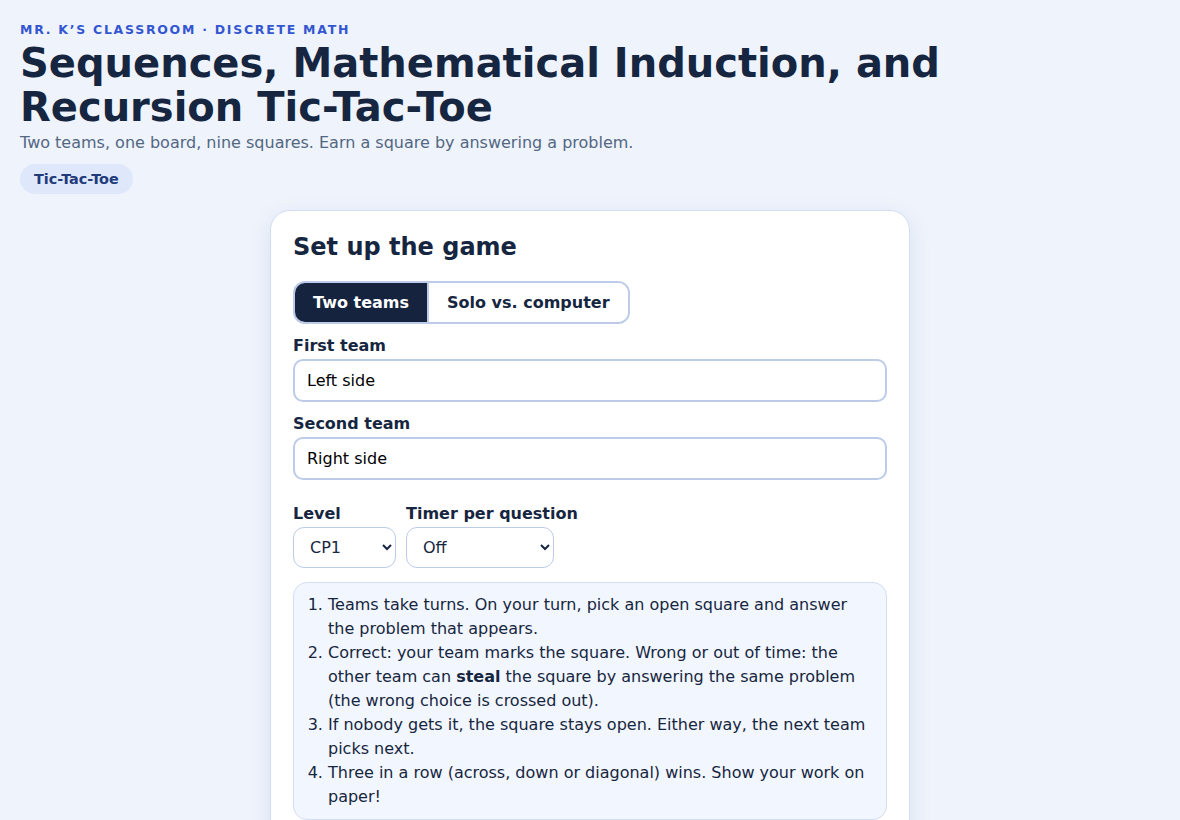 MR. K’S CLASSROOM · DISCRETE MATH
Sequences, Mathematical Induction, and
Recursion Tic-Tac-Toe
Two teams, one board, nine squares. Earn a square by answering a problem.
Tic-Tac-Toe
Set up the game
Two teams
Solo vs. computer
First team
Left side
Second team
Right side
Level
Timer per question
CP1
Off
1. Teams take turns. On your turn, pick an open square and answer
the problem that appears.
2. Correct: your team marks the square. Wrong or out of time: the
other team can steal the square by answering the same problem
(the wrong choice is crossed out).
3. If nobody gets it, the square stays open. Either way, the next team
picks next.
4. Three in a row (across, down or diagonal) wins. Show your work on
paper!